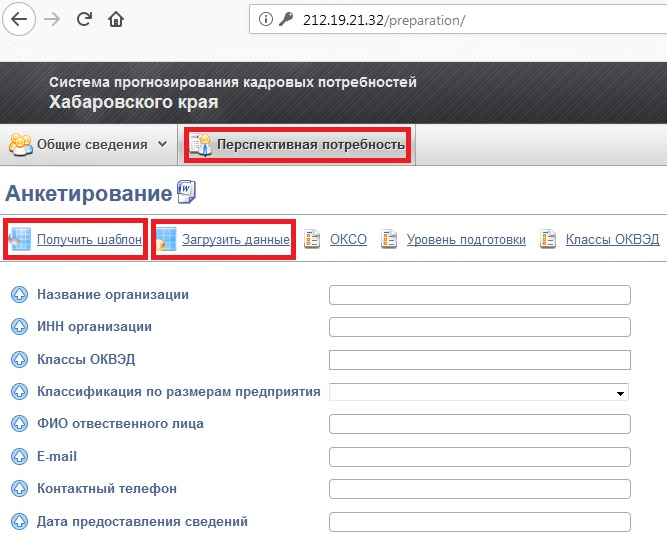 212.19.21.32/preparation/
Система прогнозирования кадровых потребностей
Хабаровского края
Общие сведения
Перспективная потребность
Анкетирование
Получить шаблон
Загрузить данные
ОКСО
Уровень подготовки
Классы ОКВЭД
Название организации
ИНН организации
Классы ОКВЭД
Классификация по размерам предприятия
ФИО отвественного лица
E-mail
Контактный телефон
Дата предоставления сведений